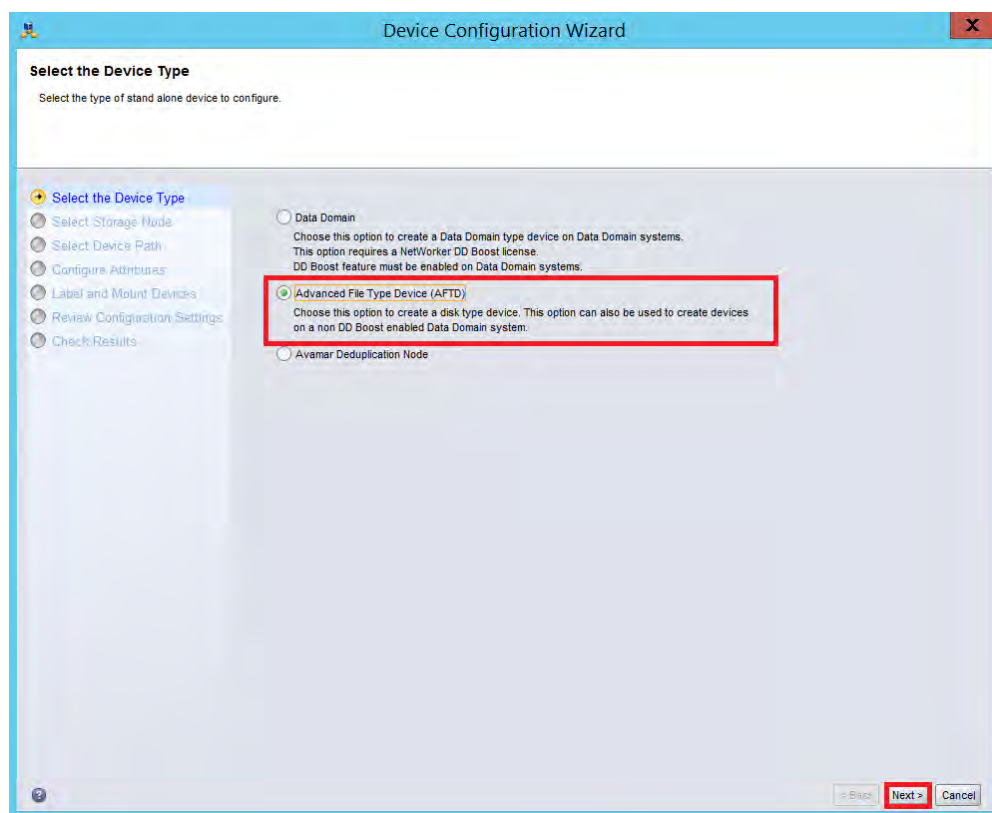 Device Configuration Wizard
X
Select the Device Type
Select the type of stand alone device to configure.
Select the Device Type
Select Storage Node
Select Device Path
Configure Attributes
Label and Mount Devices
Review Configuration Settings
Check Results
Data Domain
Choose this option to create a Data Domain type device on Data Domain systems.
This option requires a NetWorker DD Boost license.
DD Boost feature must be enabled on Data Domain systems.
Advanced File Type Device (AFTD)
Choose this option to create a disk type device. This option can also be used to create devices
on a non DD Boost enabled Data Domain system.
Avamar Deduplication Node
?
< Back Next > Cancel